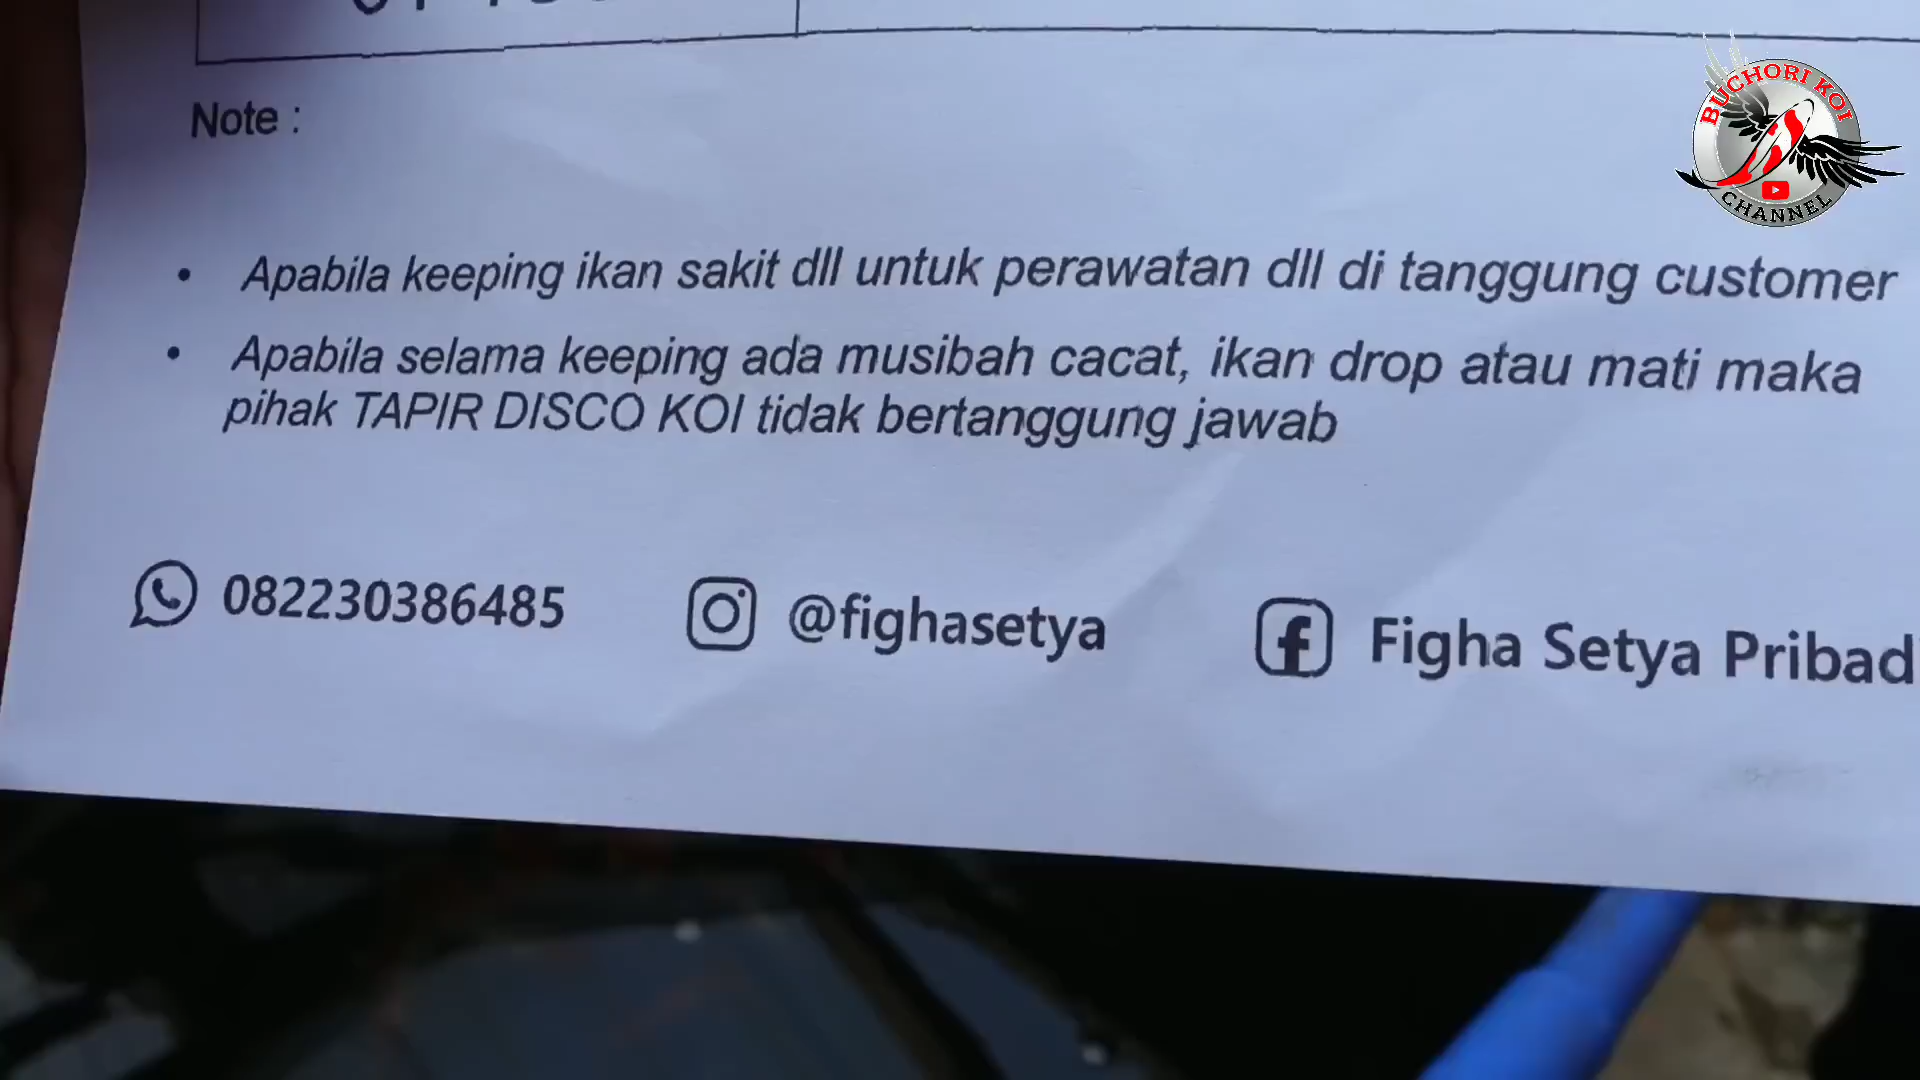 BUCHORI KOI
CHANNEL
Note :
• Apabila keeping ikan sakit dll untuk perawatan dll di tanggung customer
• Apabila selama keeping ada musibah cacat, ikan drop atau mati maka
pihak TAPIR DISCO KOI tidak bertanggung jawab
082230386485 @fighasetya Figha Setya Pribad